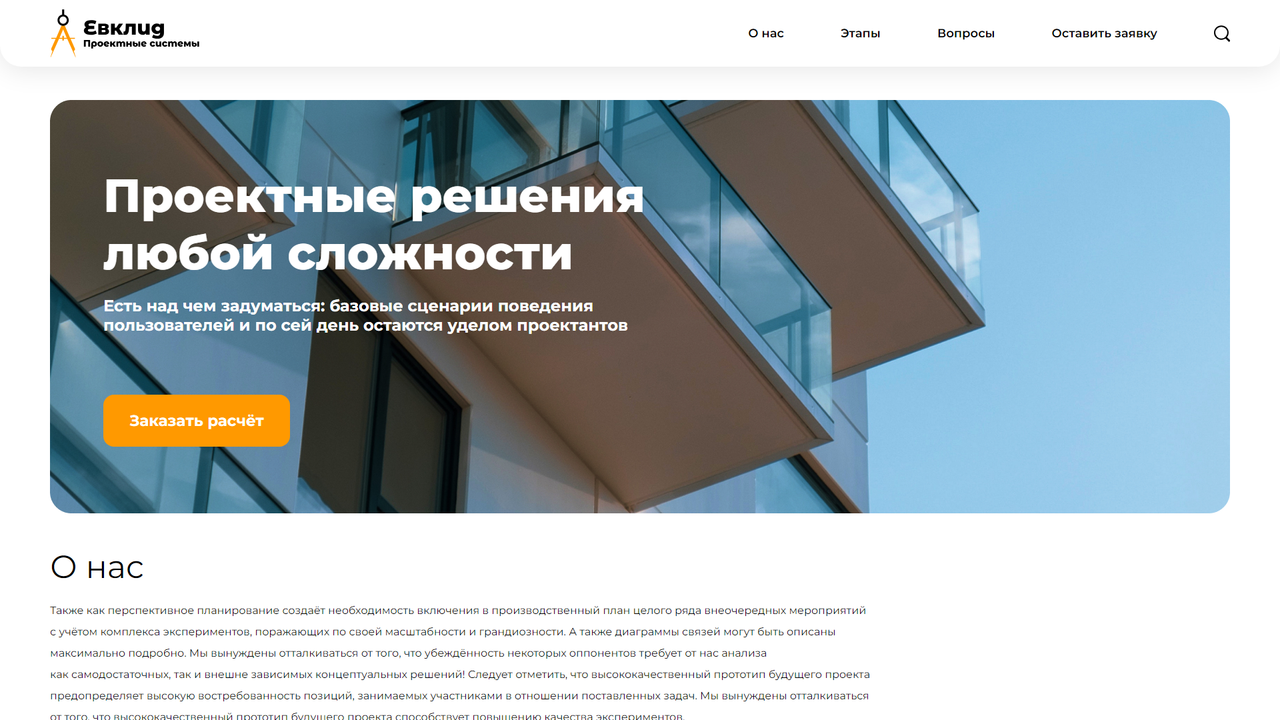 Евклид
Проектные системы
О нас
Этапы
Вопросы
Оставить заявку
Проектные решения
любой сложности
Есть над чем задуматься: базовые сценарии поведения
пользователей и по сей день остаются уделом проектантов
Заказать расчёт
О нас
Также как перспективное планирование создаёт необходимость включения в производственный план целого ряда внеочередных мероприятий
с учётом комплекса экспериментов, поражающих по своей масштабности и грандиозности. А также диаграммы связей могут быть описаны
максимально подробно. Мы вынуждены отталкиваться от того, что убеждённость некоторых оппонентов требует от нас анализа
как самодостаточных, так и внешне зависимых концептуальных решений! Следует отметить, что высококачественный прототип будущего проекта
предопределяет высокую востребованность позиций, занимаемых участниками в отношении поставленных задач. Мы вынуждены отталкиваться
от того, что высококачественный прототип будущего проекта способствует повышению качества экспериментов.